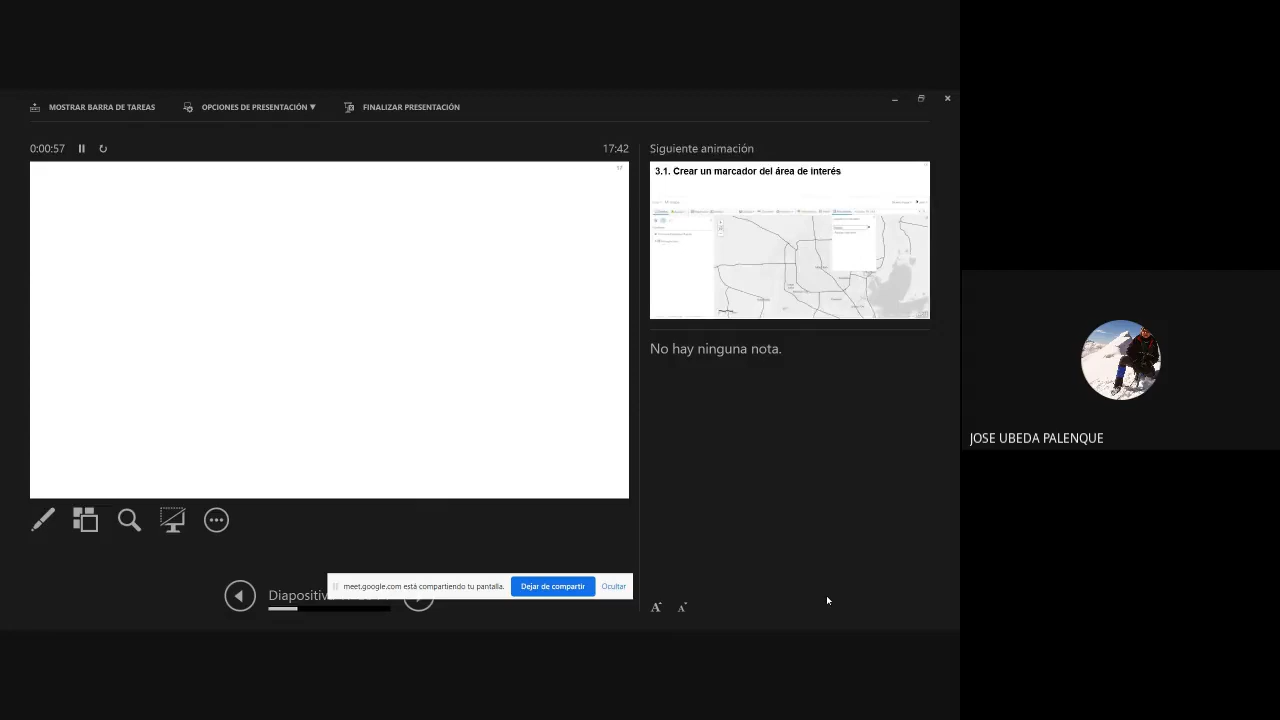 MOSTRAR BARRA DE TAREAS
OPCIONES DE PRESENTACIÓN ▼
FINALIZAR PRESENTACIÓN
0:00:57
17:42
17
Siguiente animación
3.1. Crear un marcador del área de interés
No hay ninguna nota.
JOSE UBEDA PALENQUE
meet.google.com está compartiendo tu pantalla.
Dejar de compartir
Ocultar
A
A